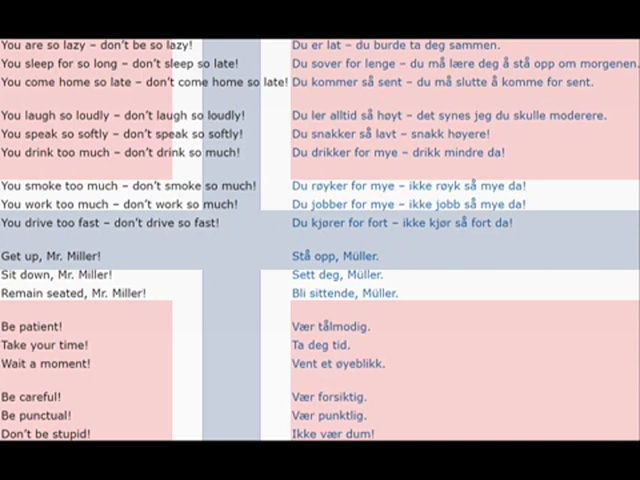 You are so lazy – don't be so lazy! Du er lat – du burde ta deg sammen.
You sleep for so long – don't sleep so late! Du sover for lenge – du må lære deg å stå opp om morgenen.
You come home so late – don't come home so late! Du kommer så sent – du må slutte å komme for sent.
You laugh so loudly – don't laugh so loudly! Du ler alltid så høyt – det synes jeg du skulle moderere.
You speak so softly – don't speak so softly! Du snakker så lavt – snakk høyere!
You drink too much – don't drink so much! Du drikker for mye – drikk mindre da!
You smoke too much – don't smoke so much! Du røyker for mye – ikke røyk så mye da!
You work too much – don't work so much! Du jobber for mye – ikke jobb så mye da!
You drive too fast – don't drive so fast! Du kjører for fort – ikke kjør så fort da!
Get up, Mr. Miller! Stå opp, Müller.
Sit down, Mr. Miller! Sett deg, Müller.
Remain seated, Mr. Miller! Bli sittende, Müller.
Be patient! Vær tålmodig.
Take your time! Ta deg tid.
Wait a moment! Vent et øyeblikk.
Be careful! Vær forsiktig.
Be punctual! Vær punktlig.
Don't be stupid! Ikke vær dum!